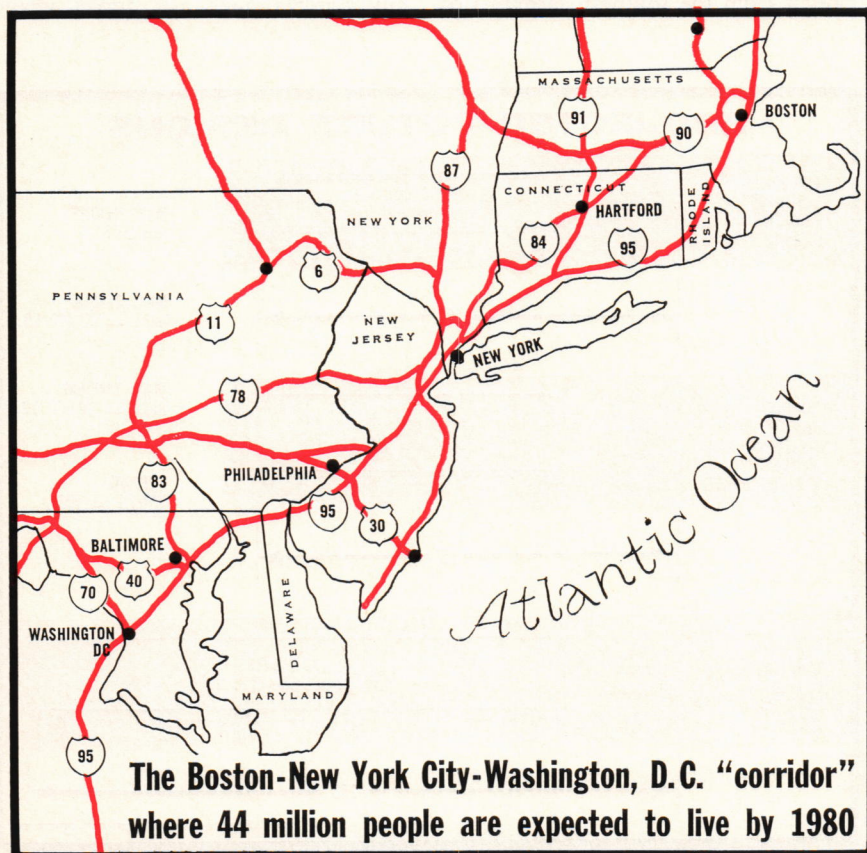 MASSACHUSETTS
91
90
BOSTON
87
CONNECTICUT
HARTFORD
RHODE
ISLAND
NEW YORK
84
95
6
PENNSYLVANIA
11
NEW
JERSEY
NEW YORK
78
83
PHILADELPHIA
95
30
BALTIMORE
40
70
WASHINGTON
DC
DELAWARE
MARYLAND
95
Atlantic Ocean
The Boston-New York City-Washington, D.C. "corridor"
where 44 million people are expected to live by 1980